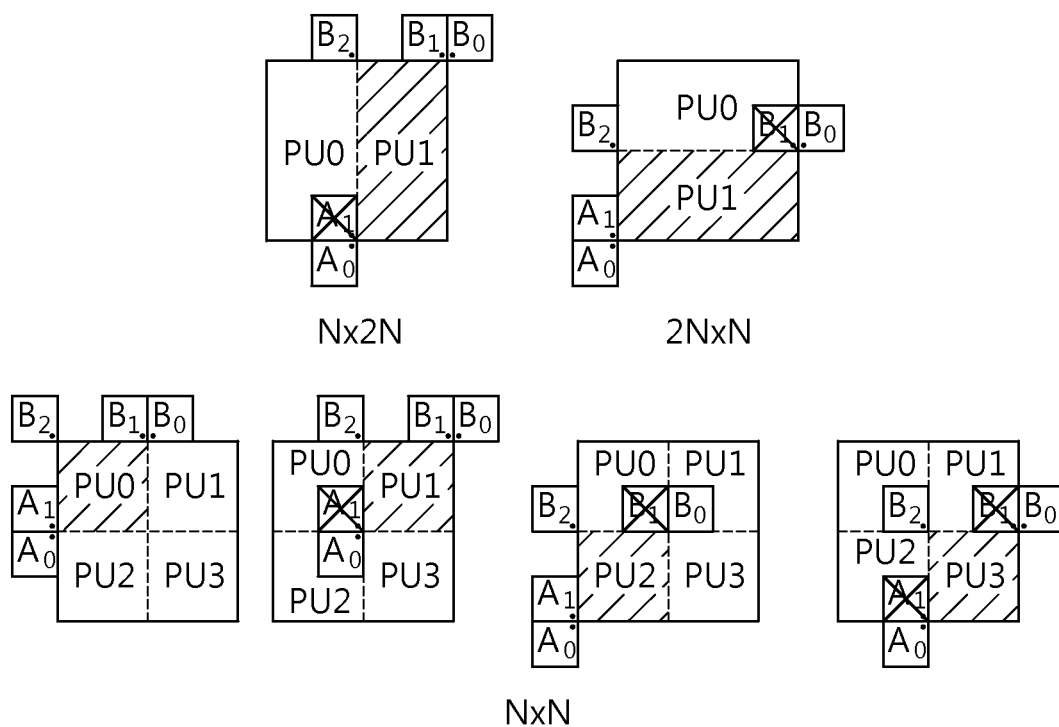 B2 B1 B0
PU0 PU1
A1
A0
Nx2N
PU0
B2 B1 B0
PU1
A1
A0
2NxN
B2 B1 B0
PU0 PU1
A1
A0
PU2 PU3
B2 B1 B0
PU0 PU1
A1
A0
PU2 PU3
PU0 PU1
B2 B1 B0
PU2 PU3
A1
A0
PU0 PU1
B2 B1 B0
PU2 PU3
A1
A0
NxN